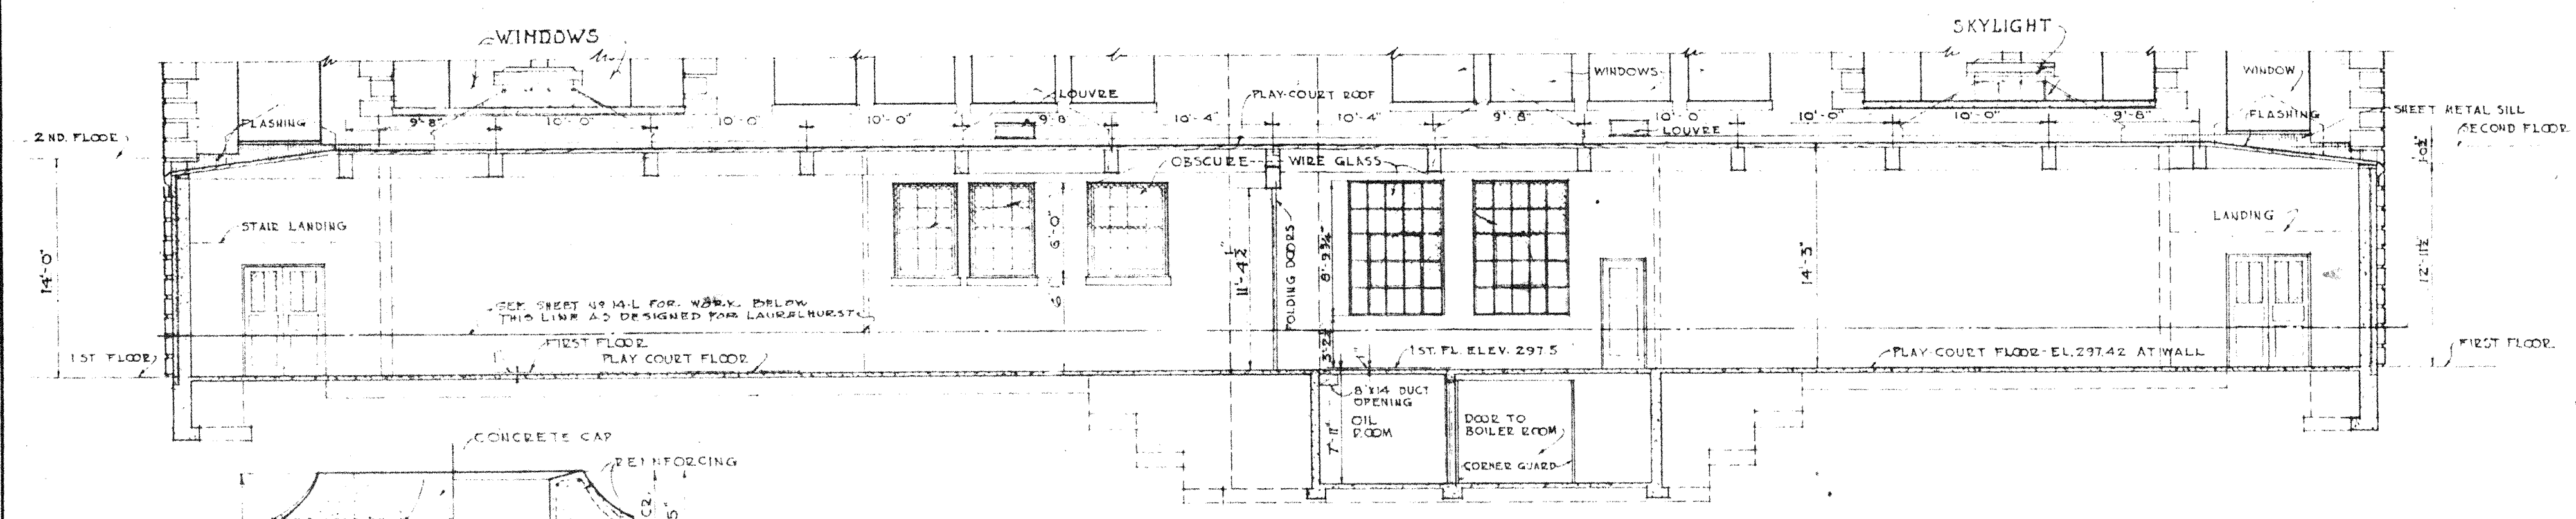 WINDOWS
SKYLIGHT
WINDOWS
WINDOW
LOUVRE
PLAY-COURT ROOF
FLASHING
9'-8"
10'-0"
10'-0"
10'-0"
9'-8
10'-4"
10'-4"
9'-8"
10'-0"
10'-0"
10'-0"
9'-8"
FLASHING
SHEET METAL SILL
2ND. FLOOR
LOUVRE
SECOND FLOOR
OBSCURE
WIRE GLASS
STAIR LANDING
LANDING
14'-0"
6'-0"
11'-4½"
FOLDING DOORS
8'-9¾"
14'-3"
12'-1½"
SEE SHEET Nº 14-L FOR WORK BELOW
THIS LINE AS DESIGNED FOR LAURALHURST
1ST FLOOR
FIRST FLOOR
PLAY COURT FLOOR
1ST. FL. ELEV. 297.5
PLAY-COURT FLOOR-EL. 297.42 AT WALL
FIRST FLOOR
8"X14 DUCT
OPENING
OIL
ROOM
7'-11"
DOOR TO
BOILER ROOM
CORNER GUARD
CONCRETE CAP
REINFORCING